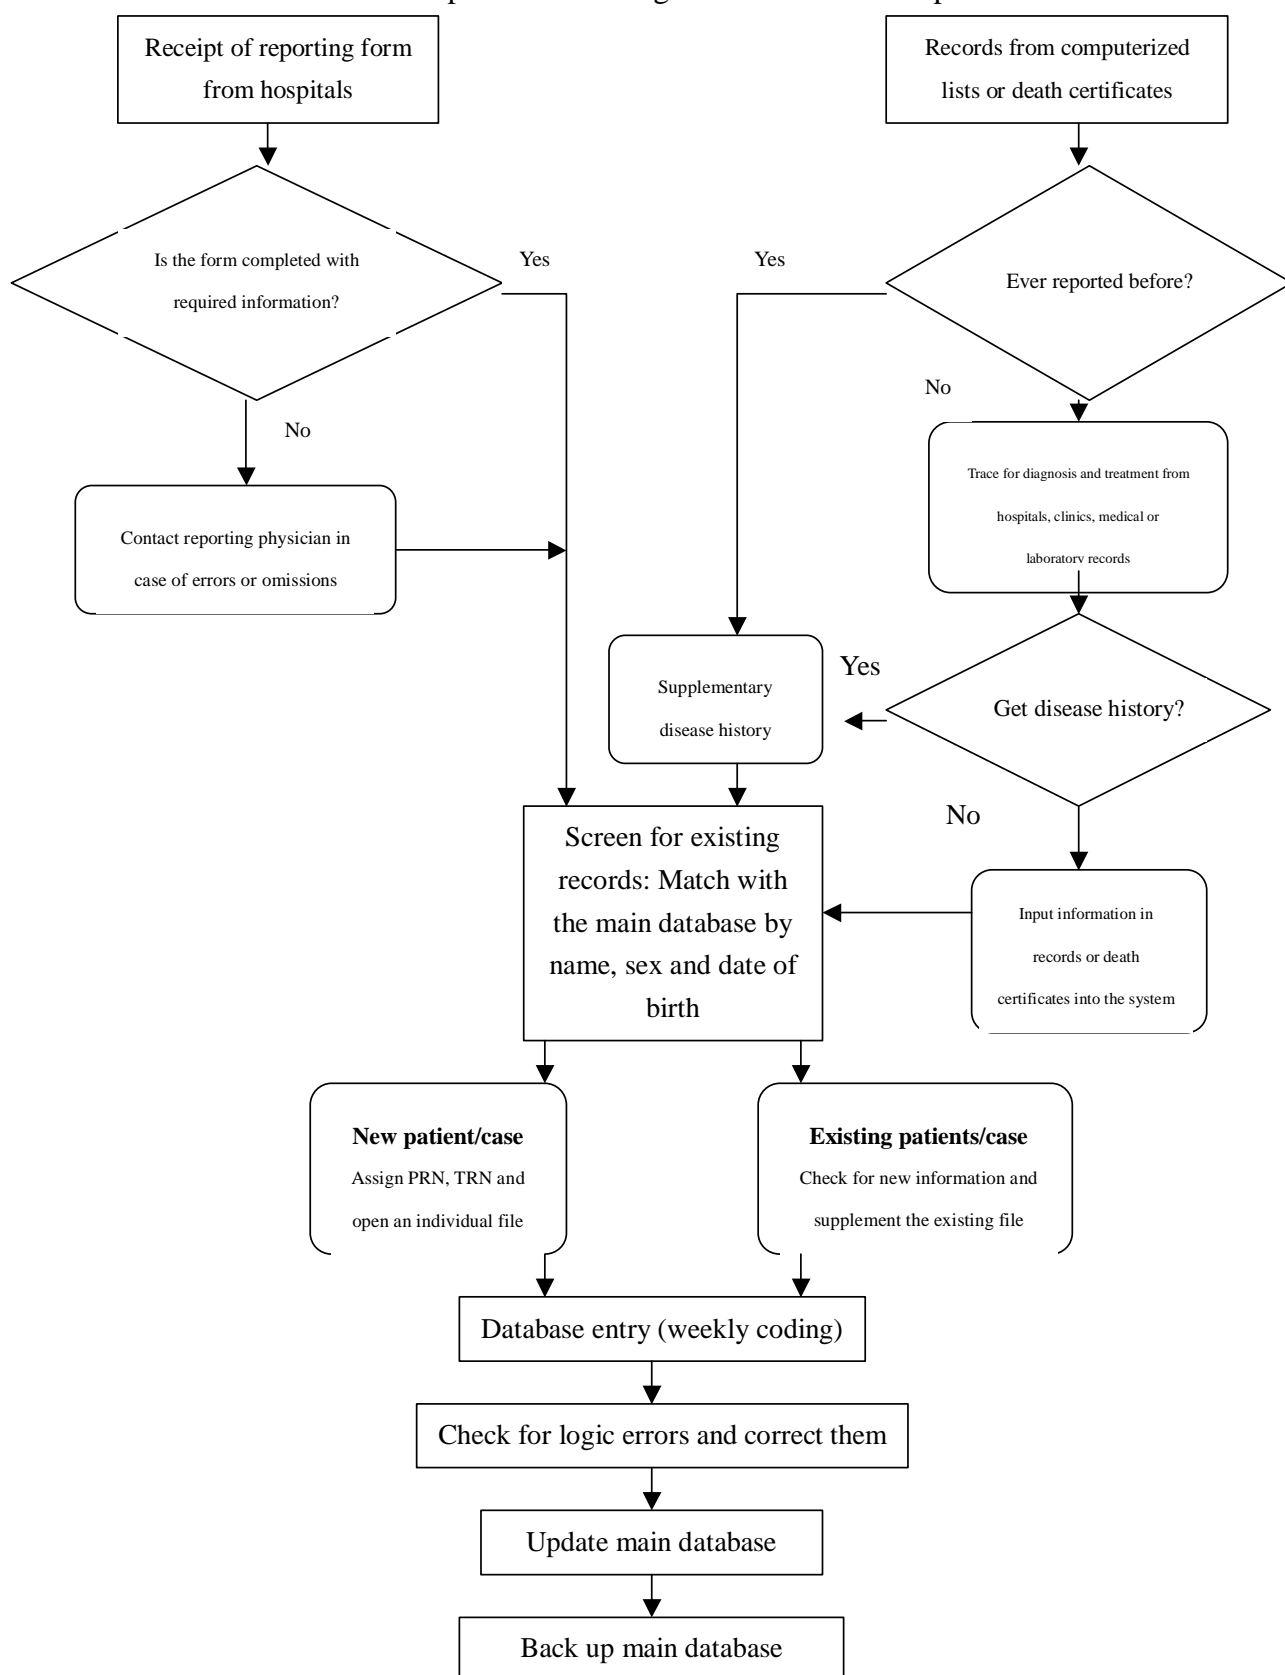 Receipt of reporting form
from hospitals
Records from computerized
lists or death certificates
Is the form completed with
required information?
Yes
Yes
Ever reported before?
No
No
Contact reporting physician in
case of errors or omissions
Trace for diagnosis and treatment from
hospitals, clinics, medical or
laboratory records
Supplementary
disease history
Yes
Get disease history?
No
Screen for existing
records: Match with
the main database by
name, sex and date of
birth
Input information in
records or death
certificates into the system
New patient/case
Assign PRN, TRN and
open an individual file
Existing patients/case
Check for new information and
supplement the existing file
Database entry (weekly coding)
Check for logic errors and correct them
Update main database
Back up main database